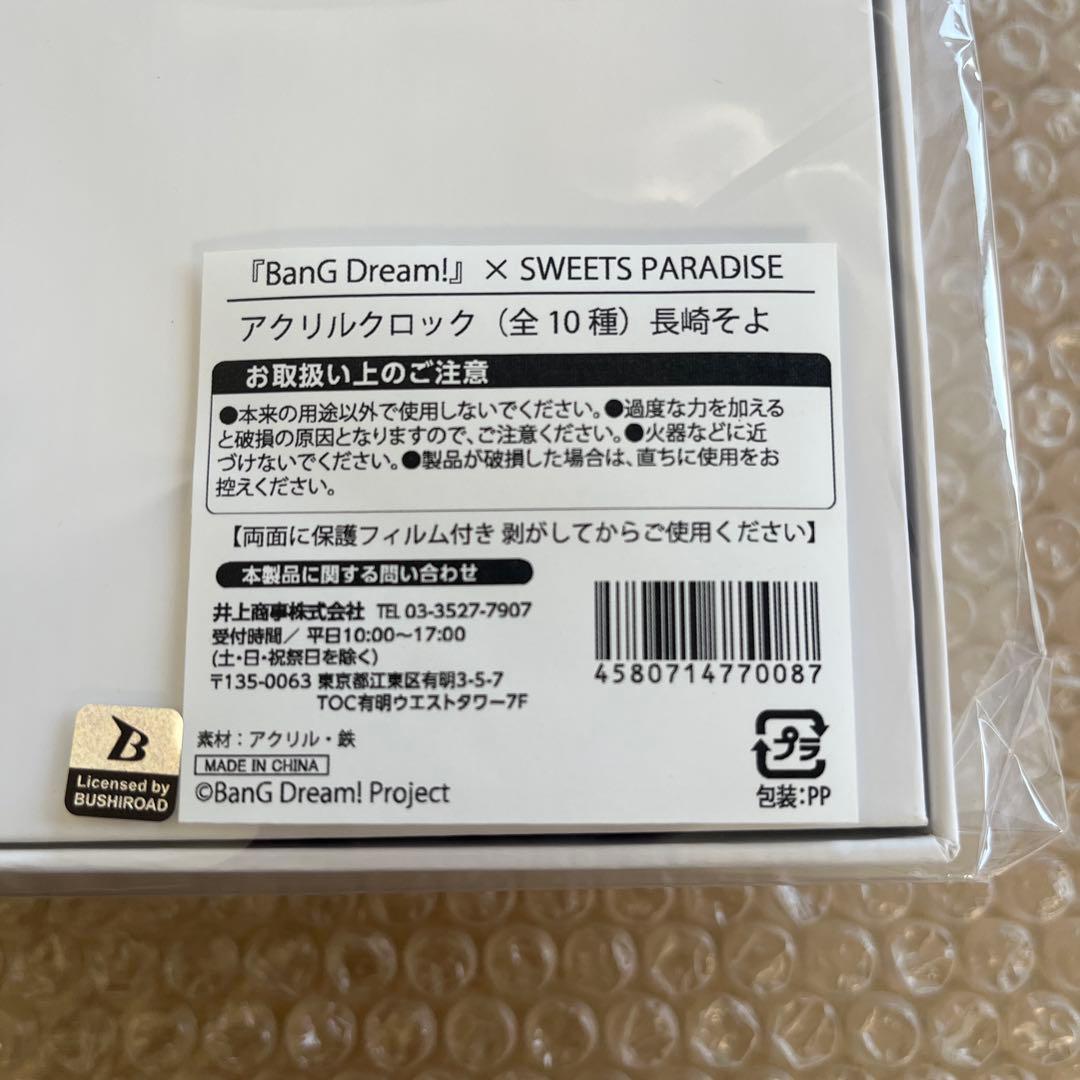 『BanG Dream!』 × SWEETS PARADISE
アクリルクロック（全10種）長崎そよ
お取扱い上のご注意
●本来の用途以外で使用しないでください。●過度な力を加える
と破損の原因となりますので、ご注意ください。●火器などに近
づけないでください。●製品が破損した場合は、直ちに使用をお
控えください。
【両面に保護フィルム付き 剥がしてからご使用ください】
本製品に関する問い合わせ
井上商事株式会社 TEL 03-3527-7907
受付時間／ 平日10:00～17:00
(土・日・祝祭日を除く)
〒135-0063 東京都江東区有明3-5-7
TOC有明ウエストタワー7F
4580714770087
素材：アクリル・鉄
MADE IN CHINA
©BanG Dream! Project
プラ
包装：PP
B
Licensed by
BUSHIROAD